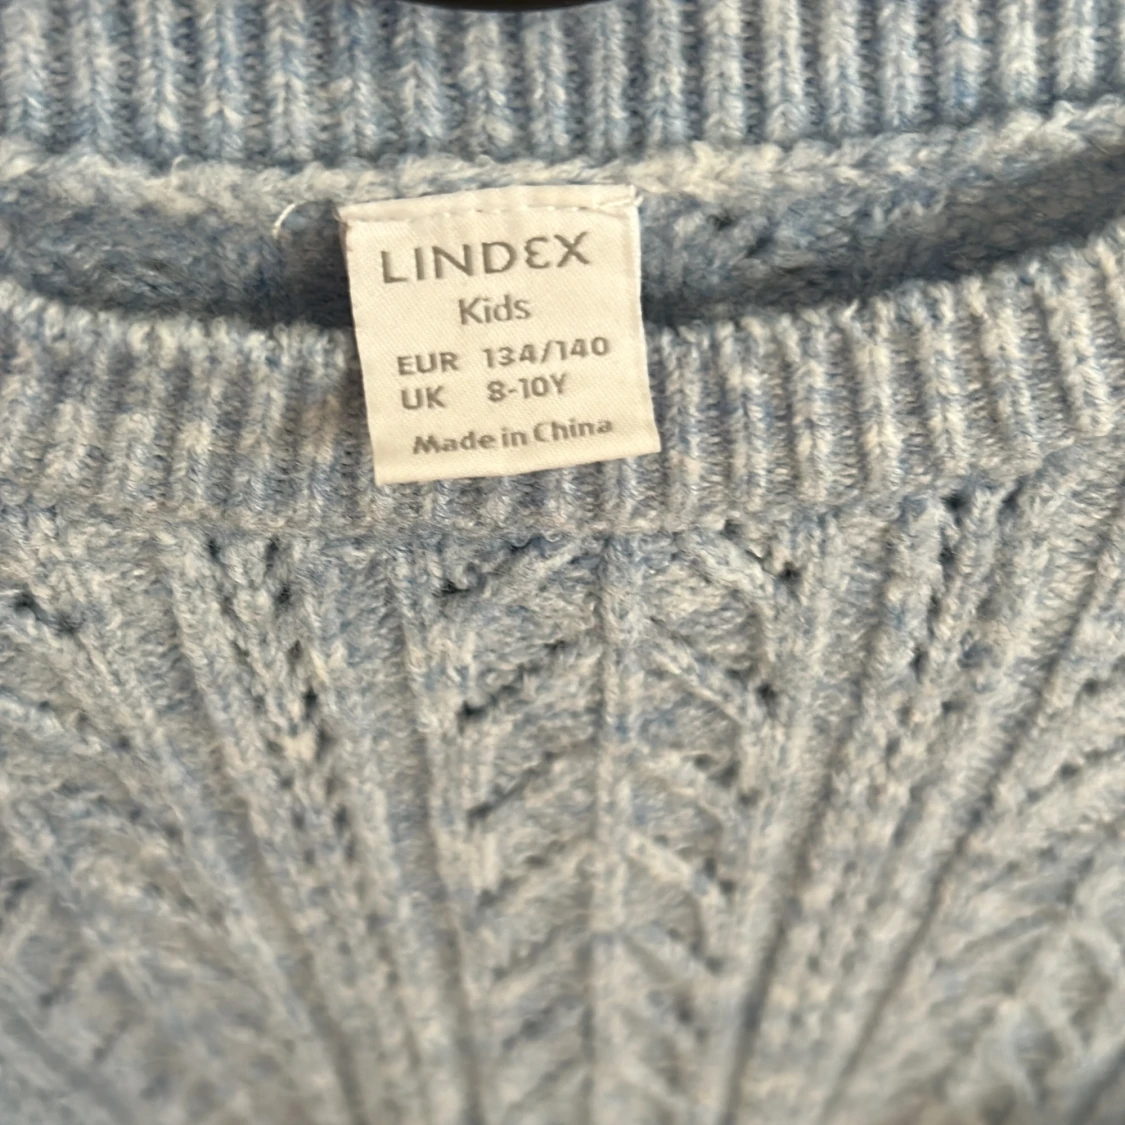 LINDEX
Kids
EUR 134/140
UK 8-10Y
Made in China